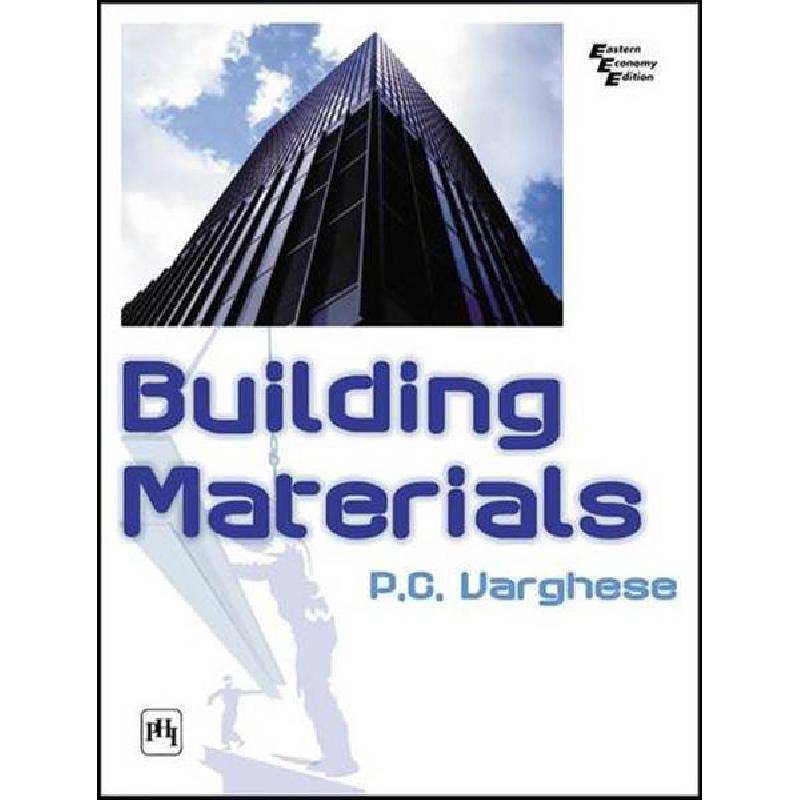 Eastern
Economy
Edition
Building
Materials
P.C. Varghese
PHI